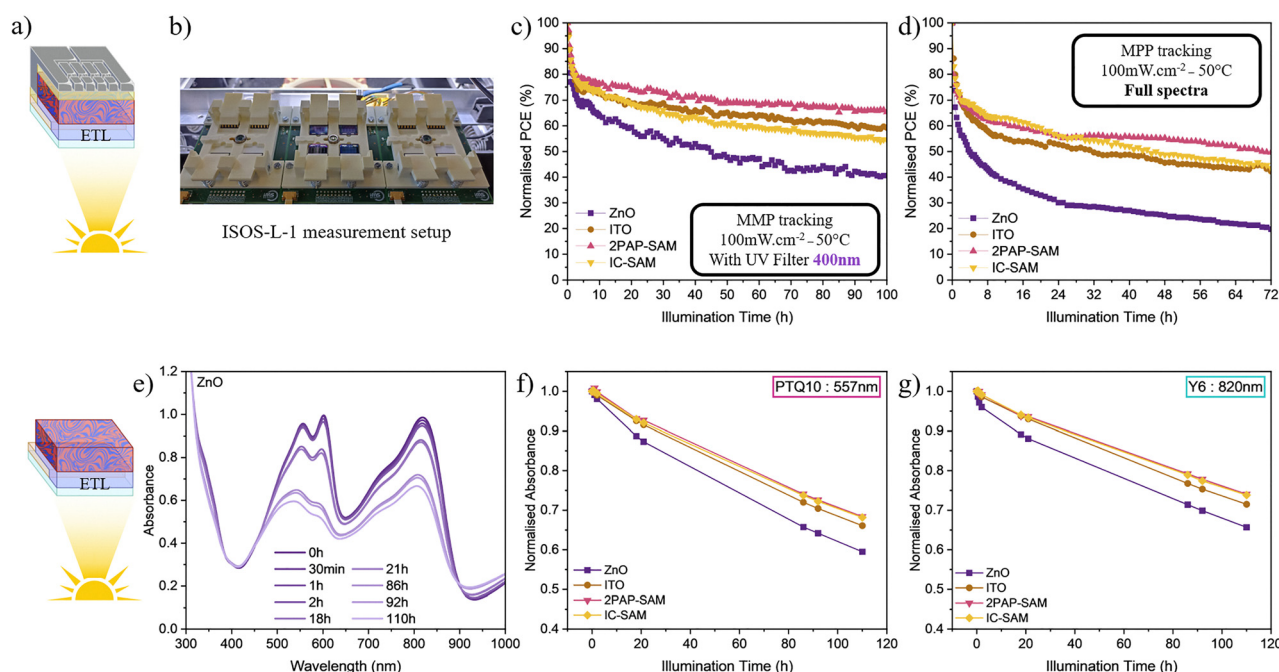 a)
ETL
b)
ISOS-L-1 measurement setup
c)
Normalised PCE (%)
100
90
80
70
60
50
40
30
20
10
0
ZnO
ITO
2PAP-SAM
IC-SAM
MMP tracking
100mW.cm-2 – 50°C
With UV Filter 400nm
0 10 20 30 40 50 60 70 80 90 100
Illumination Time (h)
d)
Normalised PCE (%)
100
90
80
70
60
50
40
30
20
10
0
MPP tracking
100mW.cm-2 – 50°C
Full spectra
ZnO
ITO
2PAP-SAM
IC-SAM
0 8 16 24 32 40 48 56 64 72
Illumination Time (h)
ETL
e)
Absorbance
1.2
1.0
0.8
0.6
0.4
0.2
0.0
ZnO
0h
30min
1h
2h
18h
21h
86h
92h
110h
300 400 500 600 700 800 900 1000
Wavelength (nm)
f)
Normalised Absorbance
1.0
0.9
0.8
0.7
0.6
0.5
0.4
PTQ10 : 557nm
ZnO
ITO
2PAP-SAM
IC-SAM
0 20 40 60 80 100 120
Illumination Time (h)
g)
Normalised Absorbance
1.0
0.9
0.8
0.7
0.6
0.5
0.4
Y6 : 820nm
ZnO
ITO
2PAP-SAM
IC-SAM
0 20 40 60 80 100 120
Illumination Time (h)